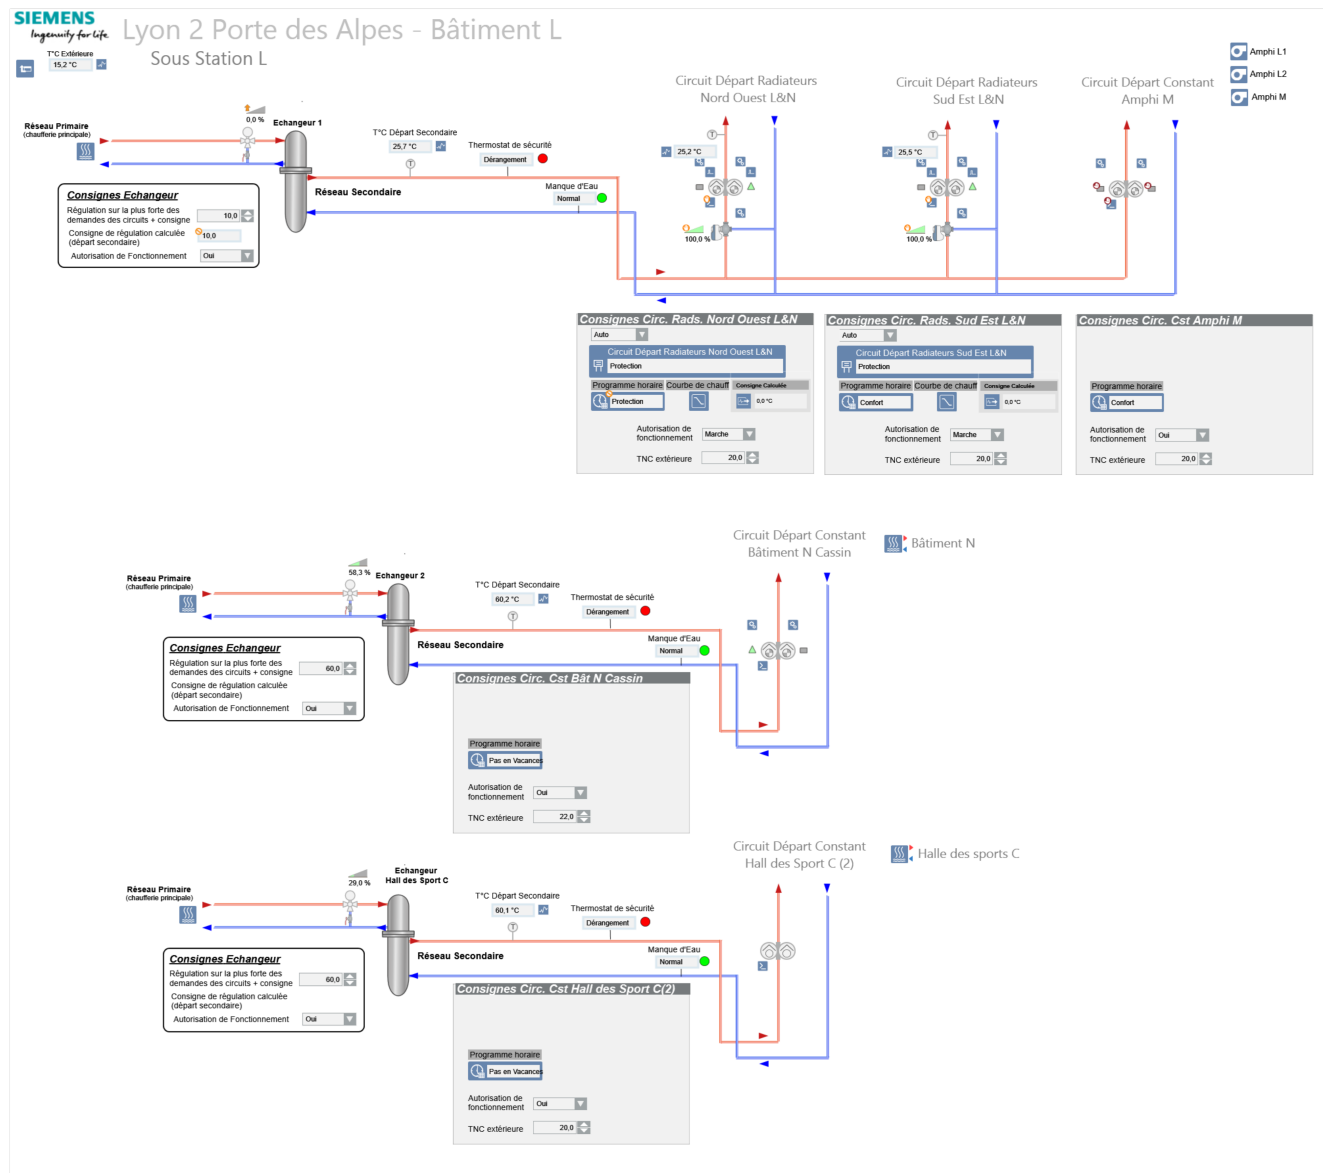 SIEMENS
Ingenuity for life
Lyon 2 Porte des Alpes - Bâtiment L
Sous Station L
T°C Extérieure
15,2 °C
Amphi L1
Amphi L2
Amphi M
Circuit Départ Radiateurs
Nord Ouest L&N
Circuit Départ Radiateurs
Sud Est L&N
Circuit Départ Constant
Amphi M
Réseau Primaire
(chaufferie principale)
0,0 %
Echangeur 1
T°C Départ Secondaire
25,7 °C
T
Thermostat de sécurité
Dérangement
Réseau Secondaire
Manque d'Eau
Normal
T
25,2 °C
100,0 %
T
25,5 °C
100,0 %
Consignes Echangeur
Régulation sur la plus forte des
demandes des circuits + consigne
10,0
Consigne de régulation calculée
(départ secondaire)
10,0
Autorisation de Fonctionnement
Oui
Consignes Circ. Rads. Nord Ouest L&N
Auto
Circuit Départ Radiateurs Nord Ouest L&N
Protection
Programme horaire
Courbe de chauff
Consigne Calculée
Protection
0,0 °C
Autorisation de
fonctionnement
Marche
TNC extérieure
20,0
Consignes Circ. Rads. Sud Est L&N
Auto
Circuit Départ Radiateurs Sud Est L&N
Protection
Programme horaire
Courbe de chauff
Consigne Calculée
Confort
0,0 °C
Autorisation de
fonctionnement
Marche
TNC extérieure
20,0
Consignes Circ. Cst Amphi M
Programme horaire
Confort
Autorisation de
fonctionnement
Oui
TNC extérieure
20,0
Circuit Départ Constant
Bâtiment N Cassin
Bâtiment N
Réseau Primaire
(chaufferie principale)
58,3 %
Echangeur 2
T°C Départ Secondaire
60,2 °C
T
Thermostat de sécurité
Dérangement
Réseau Secondaire
Manque d'Eau
Normal
Consignes Echangeur
Régulation sur la plus forte des
demandes des circuits + consigne
60,0
Consigne de régulation calculée
(départ secondaire)
Autorisation de Fonctionnement
Oui
Consignes Circ. Cst Bât N Cassin
Programme horaire
Pas en Vacances
Autorisation de
fonctionnement
Oui
TNC extérieure
22,0
Circuit Départ Constant
Hall des Sport C (2)
Halle des sports C
Réseau Primaire
(chaufferie principale)
29,0 %
Echangeur
Hall des Sport C
T°C Départ Secondaire
60,1 °C
T
Thermostat de sécurité
Dérangement
Réseau Secondaire
Manque d'Eau
Normal
Consignes Echangeur
Régulation sur la plus forte des
demandes des circuits + consigne
60,0
Consigne de régulation calculée
(départ secondaire)
Autorisation de Fonctionnement
Oui
Consignes Circ. Cst Hall des Sport C(2)
Programme horaire
Pas en Vacances
Autorisation de
fonctionnement
Oui
TNC extérieure
20,0